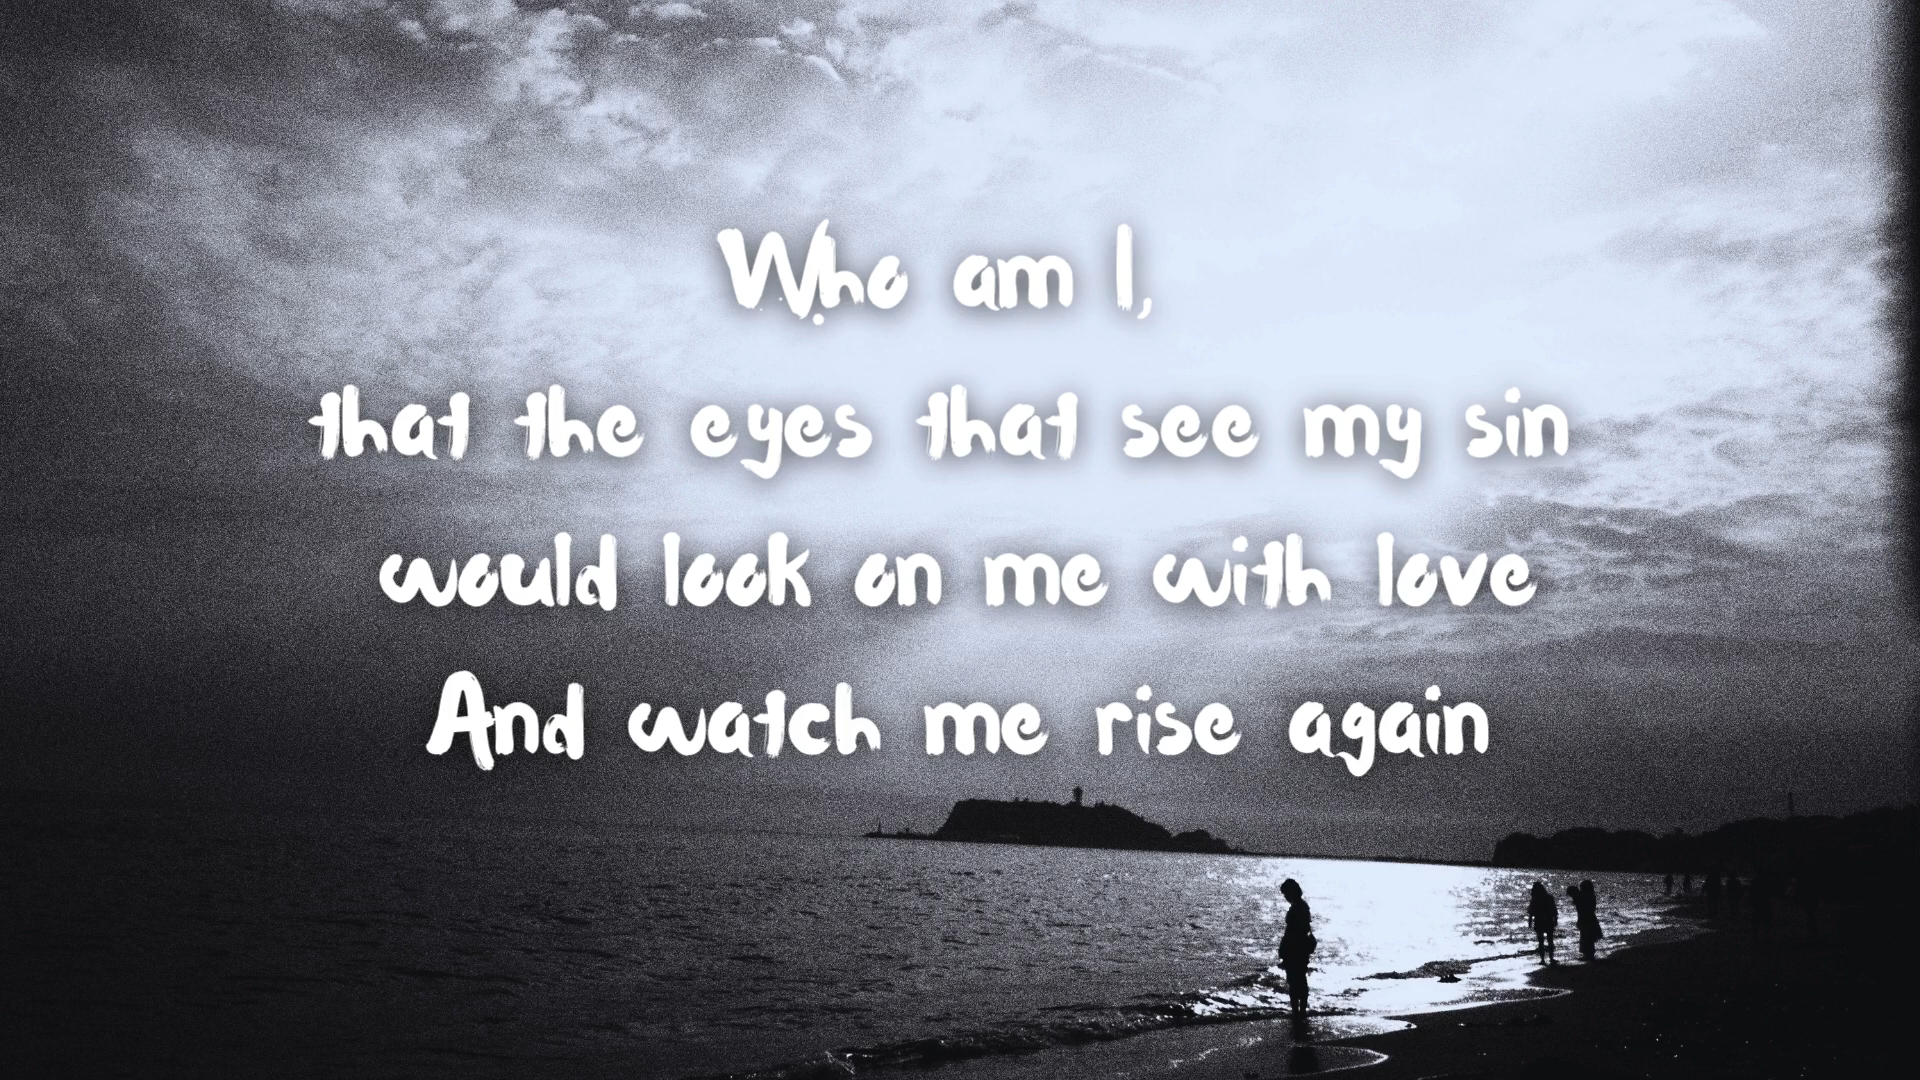 Who am I,
that the eyes that see my sin
would look on me with love
And watch me rise again